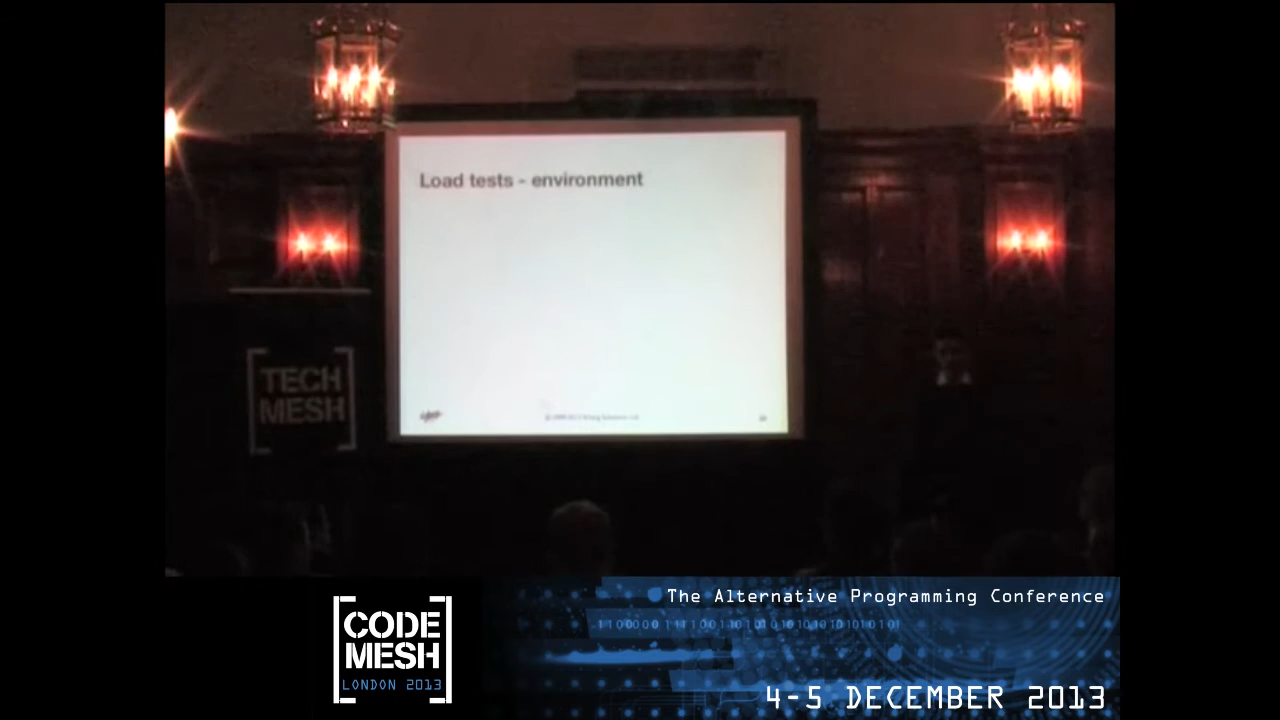 Load tests - environment
TECH
MESH
The Alternative Programming Conference
CODE
MESH
LONDON 2013
4-5 DECEMBER 2013